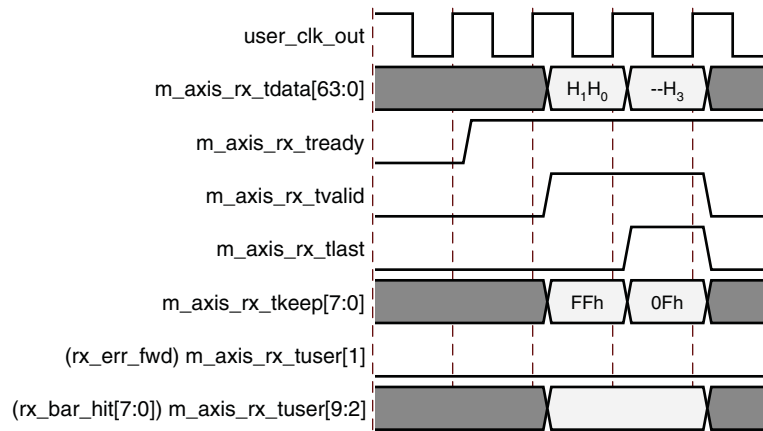 user_clk_out
m_axis_rx_tdata[63:0] H₁H₀ --H₃
m_axis_rx_tready
m_axis_rx_tvalid
m_axis_rx_tlast
m_axis_rx_tkeep[7:0] FFh 0Fh
(rx_err_fwd) m_axis_rx_tuser[1]
(rx_bar_hit[7:0]) m_axis_rx_tuser[9:2]